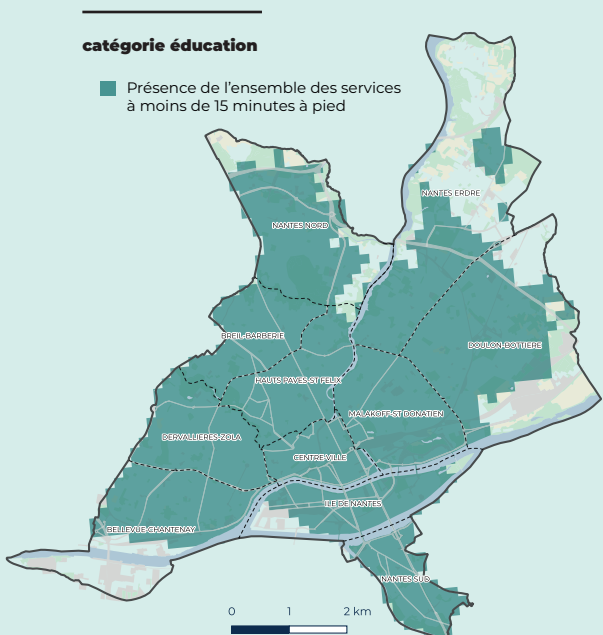 catégorie éducation
Présence de l'ensemble des services
à moins de 15 minutes à pied
NANTES ERDRE
NANTES NORD
BREIL-BARBERIE
DOULON-BOTTIERE
HAUTS PAVES-ST FELIX
MALAKOFF-ST DONATIEN
DERVALLIERES-ZOLA
CENTRE VILLE
ILE DE NANTES
BELLEVUE-CHANTENAY
NANTES SUD
0 1 2 km